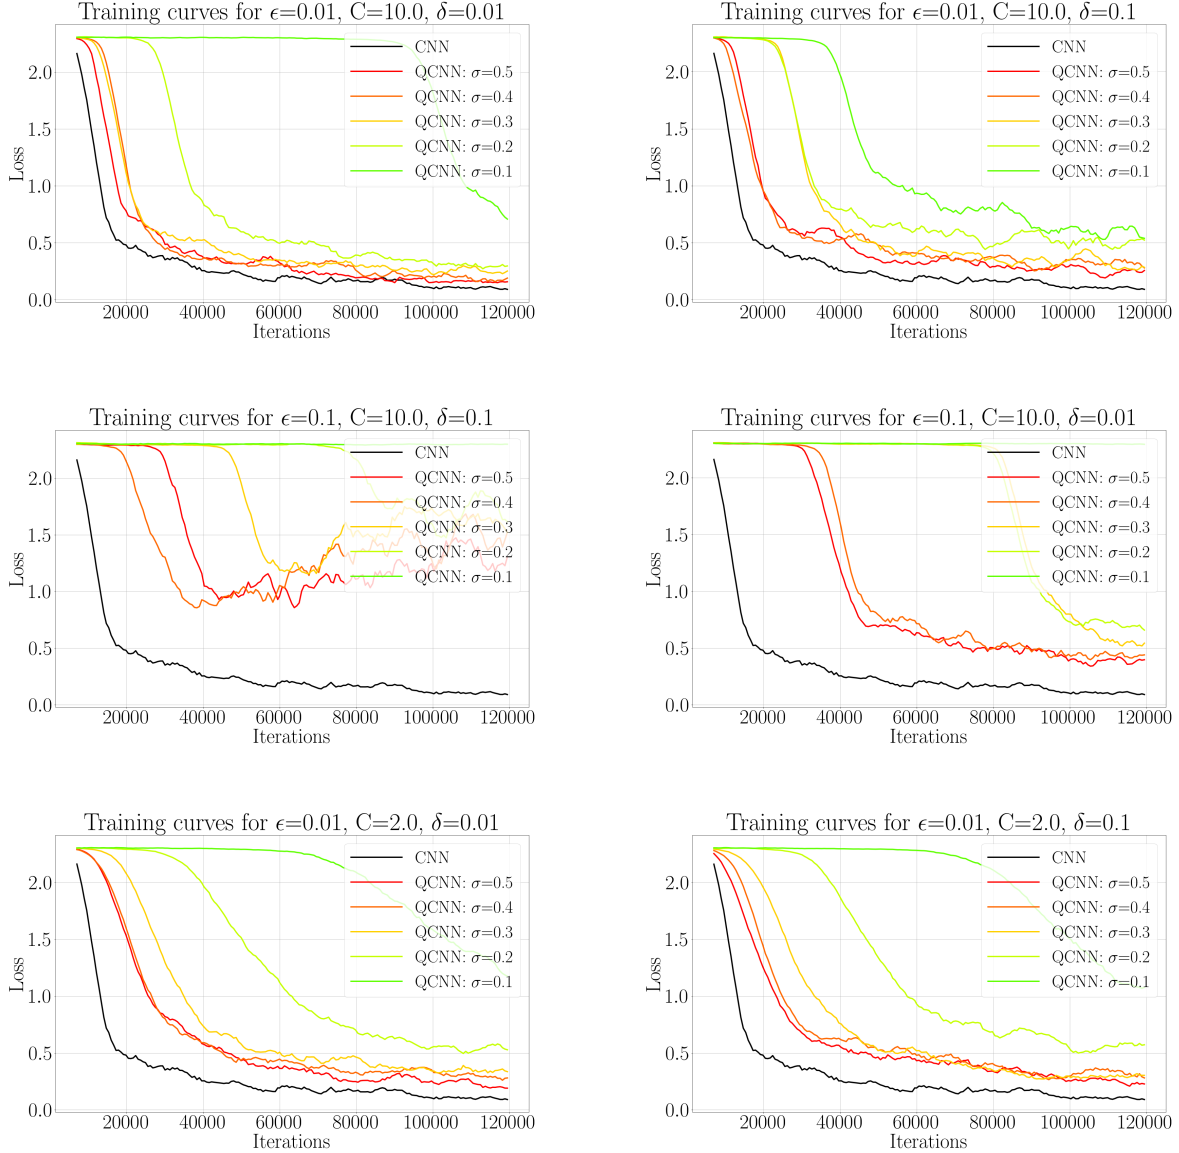 Training curves for ϵ=0.01, C=10.0, δ=0.01
Loss
2.0
1.5
1.0
0.5
0.0
CNN
QCNN: σ=0.5
QCNN: σ=0.4
QCNN: σ=0.3
QCNN: σ=0.2
QCNN: σ=0.1
20000 40000 60000 80000 100000 120000
Iterations
Training curves for ϵ=0.01, C=10.0, δ=0.1
Loss
2.0
1.5
1.0
0.5
0.0
CNN
QCNN: σ=0.5
QCNN: σ=0.4
QCNN: σ=0.3
QCNN: σ=0.2
QCNN: σ=0.1
20000 40000 60000 80000 100000 120000
Iterations
Training curves for ϵ=0.1, C=10.0, δ=0.1
Loss
2.0
1.5
1.0
0.5
0.0
CNN
QCNN: σ=0.5
QCNN: σ=0.4
QCNN: σ=0.3
QCNN: σ=0.2
QCNN: σ=0.1
20000 40000 60000 80000 100000 120000
Iterations
Training curves for ϵ=0.1, C=10.0, δ=0.01
Loss
2.0
1.5
1.0
0.5
0.0
CNN
QCNN: σ=0.5
QCNN: σ=0.4
QCNN: σ=0.3
QCNN: σ=0.2
QCNN: σ=0.1
20000 40000 60000 80000 100000 120000
Iterations
Training curves for ϵ=0.01, C=2.0, δ=0.01
Loss
2.0
1.5
1.0
0.5
0.0
CNN
QCNN: σ=0.5
QCNN: σ=0.4
QCNN: σ=0.3
QCNN: σ=0.2
QCNN: σ=0.1
20000 40000 60000 80000 100000 120000
Iterations
Training curves for ϵ=0.01, C=2.0, δ=0.1
Loss
2.0
1.5
1.0
0.5
0.0
CNN
QCNN: σ=0.5
QCNN: σ=0.4
QCNN: σ=0.3
QCNN: σ=0.2
QCNN: σ=0.1
20000 40000 60000 80000 100000 120000
Iterations